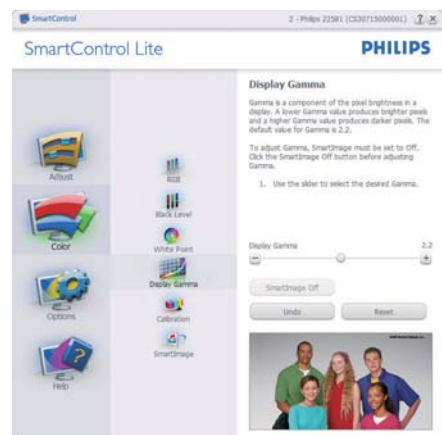 SmartControl
2 - Philips 225B1 (CS30715000001)
SmartControl Lite
PHILIPS
Adjust
Color
Options
Help
RGB
Black Level
White Point
Display Gamma
Calibration
SmartImage
Display Gamma
Gamma is a component of the pixel brightness in a
display. A lower Gamma value produces brighter pixels
and a higher Gamma value produces darker pixels. The
default value for Gamma is 2.2.
To adjust Gamma, SmartImage must be set to Off.
Click the SmartImage Off button before adjusting
Gamma.
1. Use the slider to select the desired Gamma.
Display Gamma 2.2
SmartImage Off
Undo Reset